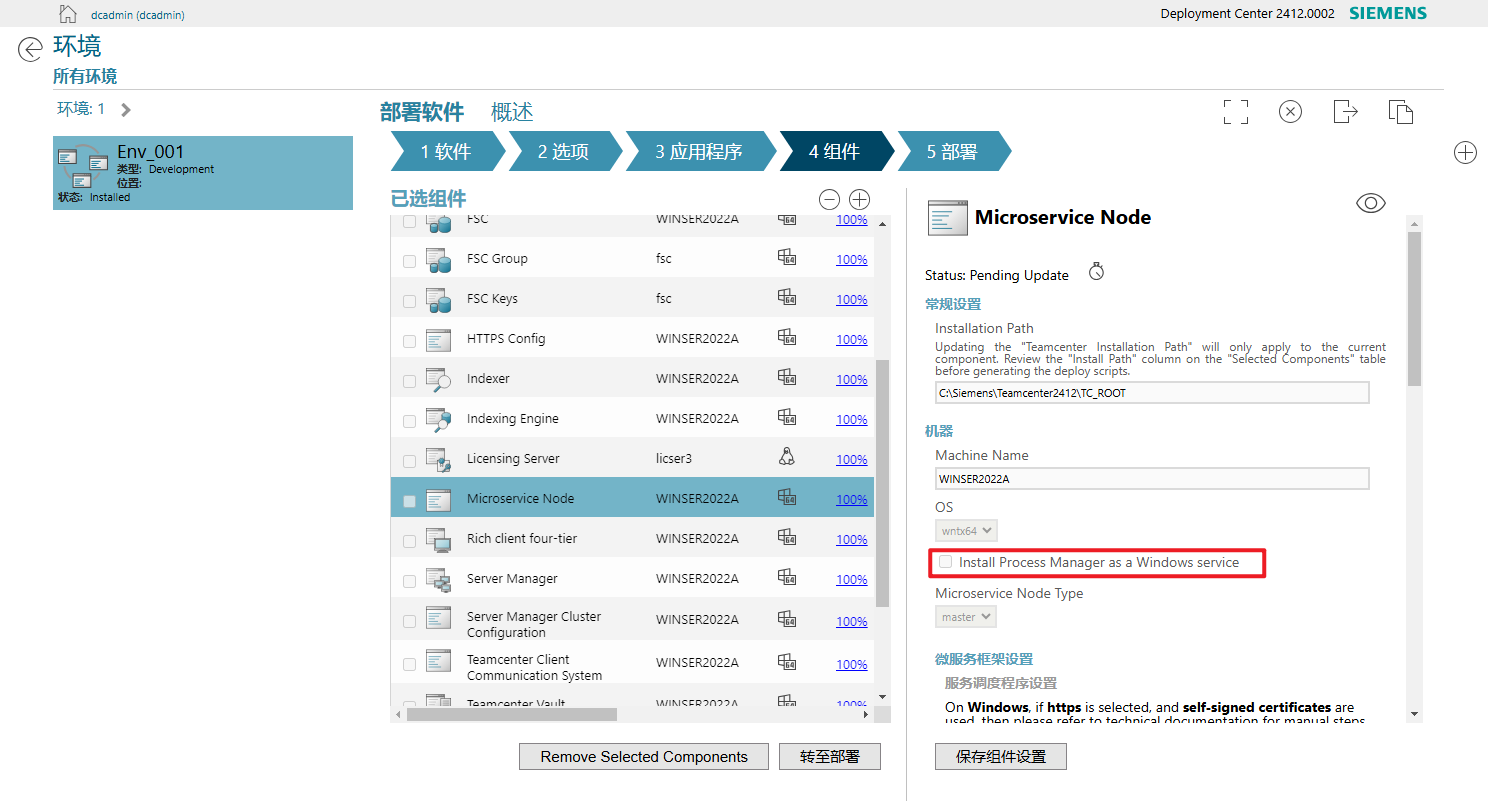 dcadmin (dcadmin)
Deployment Center 2412.0002
SIEMENS
环境
所有环境
环境: 1
Env_001
类型: Development
位置:
状态: Installed
部署软件
概述
1 软件
2 选项
3 应用程序
4 组件
5 部署
已选组件
FSC WINSER2022A 64 100%
FSC Group fsc 64 100%
FSC Keys fsc 64 100%
HTTPS Config WINSER2022A 64 100%
Indexer WINSER2022A 64 100%
Indexing Engine WINSER2022A 64 100%
Licensing Server licser3 100%
Microservice Node WINSER2022A 64 100%
Rich client four-tier WINSER2022A 64 100%
Server Manager WINSER2022A 64 100%
Server Manager Cluster
Configuration WINSER2022A 64 100%
Teamcenter Client
Communication System WINSER2022A 64 100%
Teamcenter Vault WINSER2022A 64 100%
Remove Selected Components
转至部署
Microservice Node
Status: Pending Update
常规设置
Installation Path
Updating the "Teamcenter Installation Path" will only apply to the current
component. Review the "Install Path" column on the "Selected Components" table
before generating the deploy scripts.
C:\Siemens\Teamcenter2412\TC_ROOT
机器
Machine Name
WINSER2022A
OS
wntx64
Install Process Manager as a Windows service
Microservice Node Type
master
微服务框架设置
服务调度程序设置
On Windows, if https is selected, and self-signed certificates are
used, then please refer to technical documentation for manual steps
保存组件设置